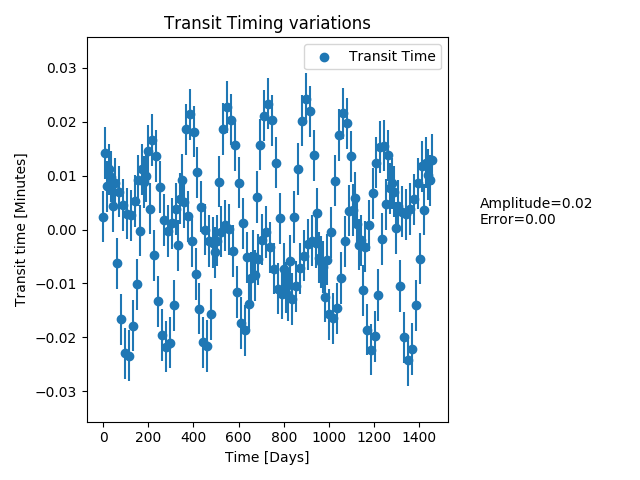 Transit Timing variations
Transit Time
Transit time [Minutes]
0.03
0.02
0.01
0.00
−0.01
−0.02
−0.03
0 200 400 600 800 1000 1200 1400
Time [Days]
Amplitude=0.02
Error=0.00